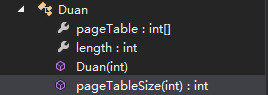 Duan
pageTable : int[]
length : int
Duan(int)
pageTableSize(int) : int